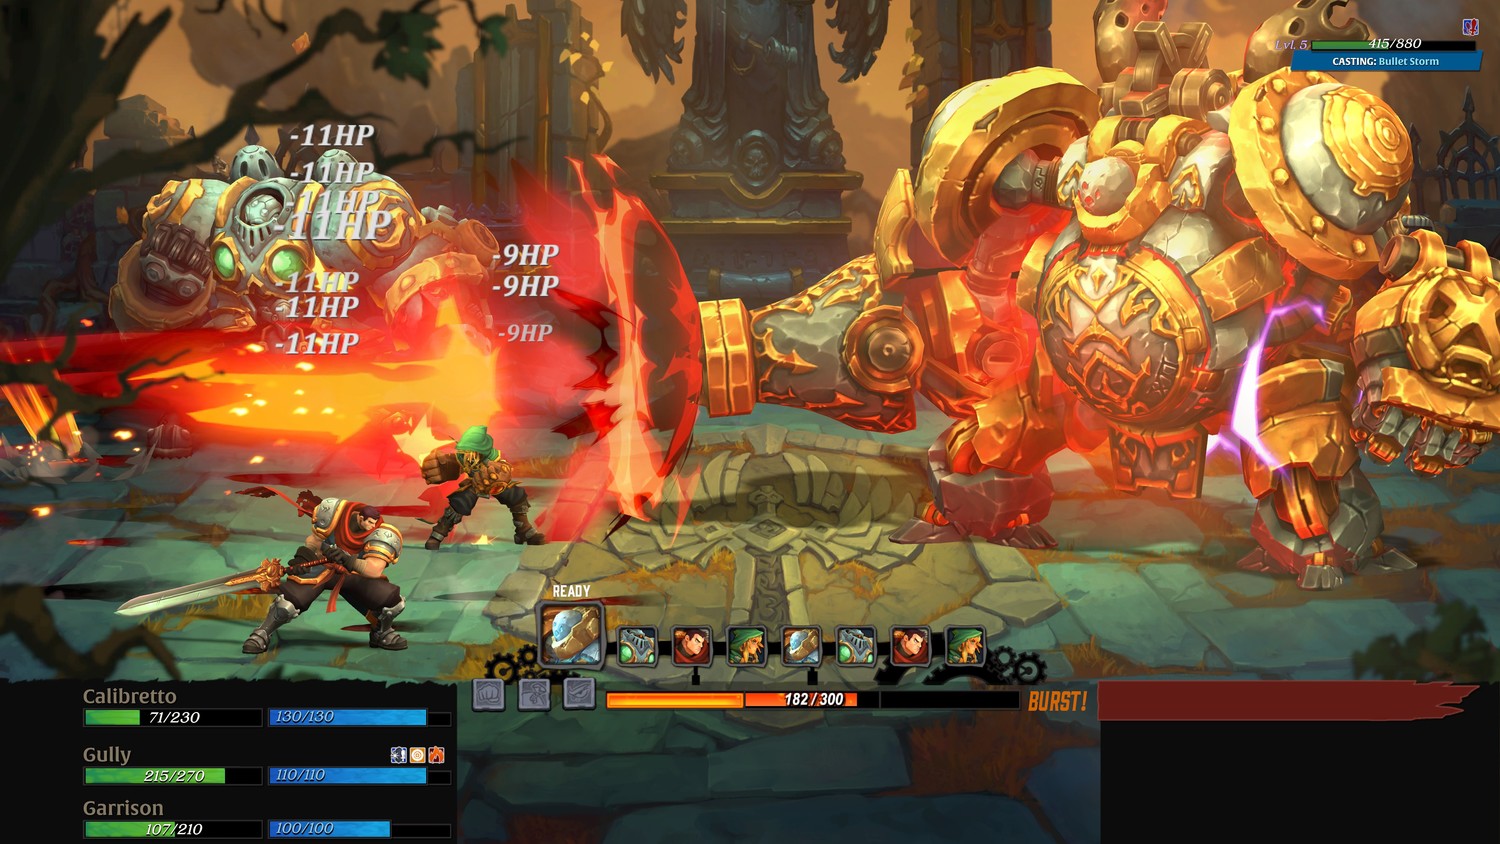 Lvl. 5
415/880
CASTING: Bullet Storm
-11HP
-11HP
-11HP
-11HP
-9HP
-9HP
-11HP
-11HP
-9HP
-11HP
READY
182/300
BURST!
Calibretto
71/230 130/130
Gully
215/270 110/110
Garrison
107/210 100/100